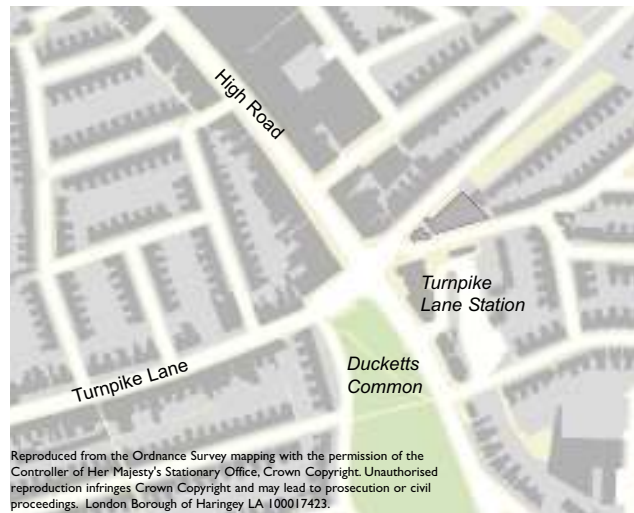 High Road
Turnpike
Lane Station
Ducketts
Common
Turnpike Lane
Reproduced from the Ordnance Survey mapping with the permission of the
Controller of Her Majesty's Stationary Office, Crown Copyright. Unauthorised
reproduction infringes Crown Copyright and may lead to prosecution or civil
proceedings. London Borough of Haringey LA 100017423.